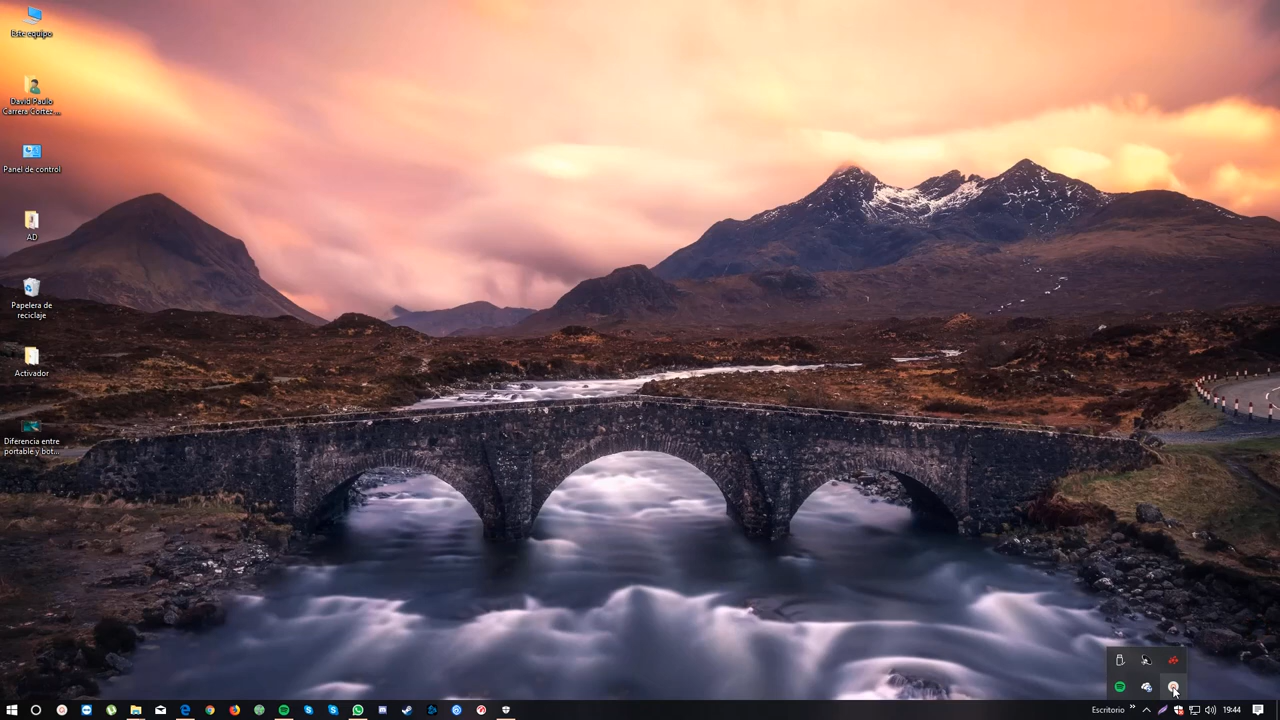 Este equipo
David Paulo
Carrera Cortez ...
Panel de control
AD
Papelera de
reciclaje
Activador
Diferencia entre
portable y bot...
Escritorio
19:44